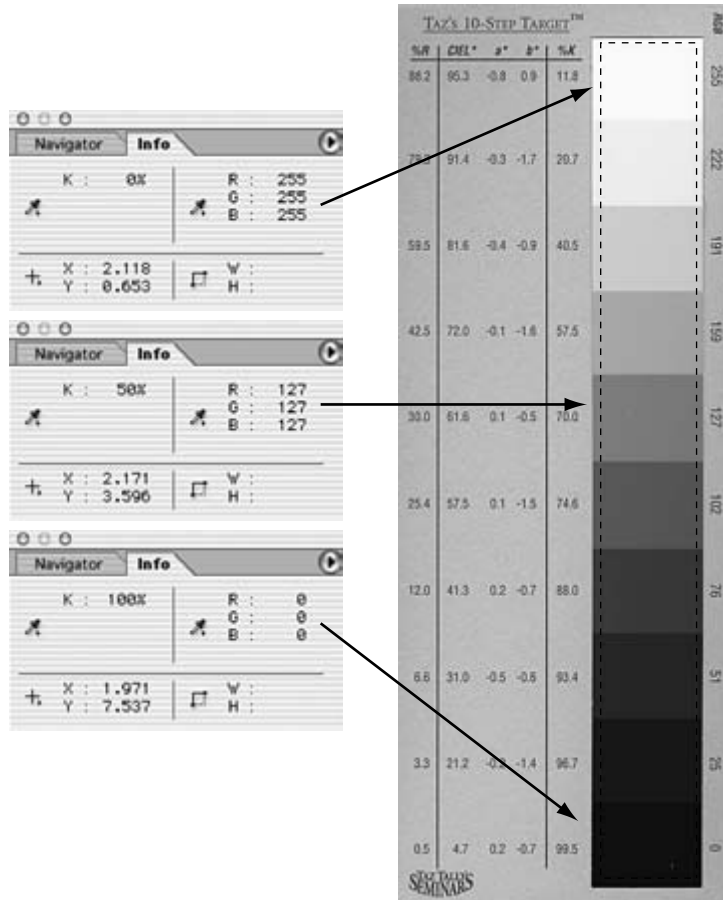 Navigator Info
K : 0% R : 255
G : 255
B : 255
X : 2.118 W :
Y : 0.653 H :
Navigator Info
K : 50% R : 127
G : 127
B : 127
X : 2.171 W :
Y : 3.596 H :
Navigator Info
K : 100% R : 0
G : 0
B : 0
X : 1.971 W :
Y : 7.537 H :
TAZ'S 10-STEP TARGET™
%R CIEL* a* b* %K RGB
88.2 95.3 -0.8 0.9 11.8 255
91.4 -0.3 -1.7 20.7 222
59.5 81.6 -0.4 -0.9 40.5 191
42.5 72.0 -0.1 -1.6 57.5 159
30.0 61.6 0.1 -0.5 70.0 127
25.4 57.5 0.1 -1.5 74.6 102
12.0 41.3 0.2 -0.7 88.0 76
6.6 31.0 -0.5 93.4 51
3.3 21.2 -1.4 96.7 25
0.5 4.7 0.2 -0.7 99.5 0
TAZ TALLY'S
SEMINARS